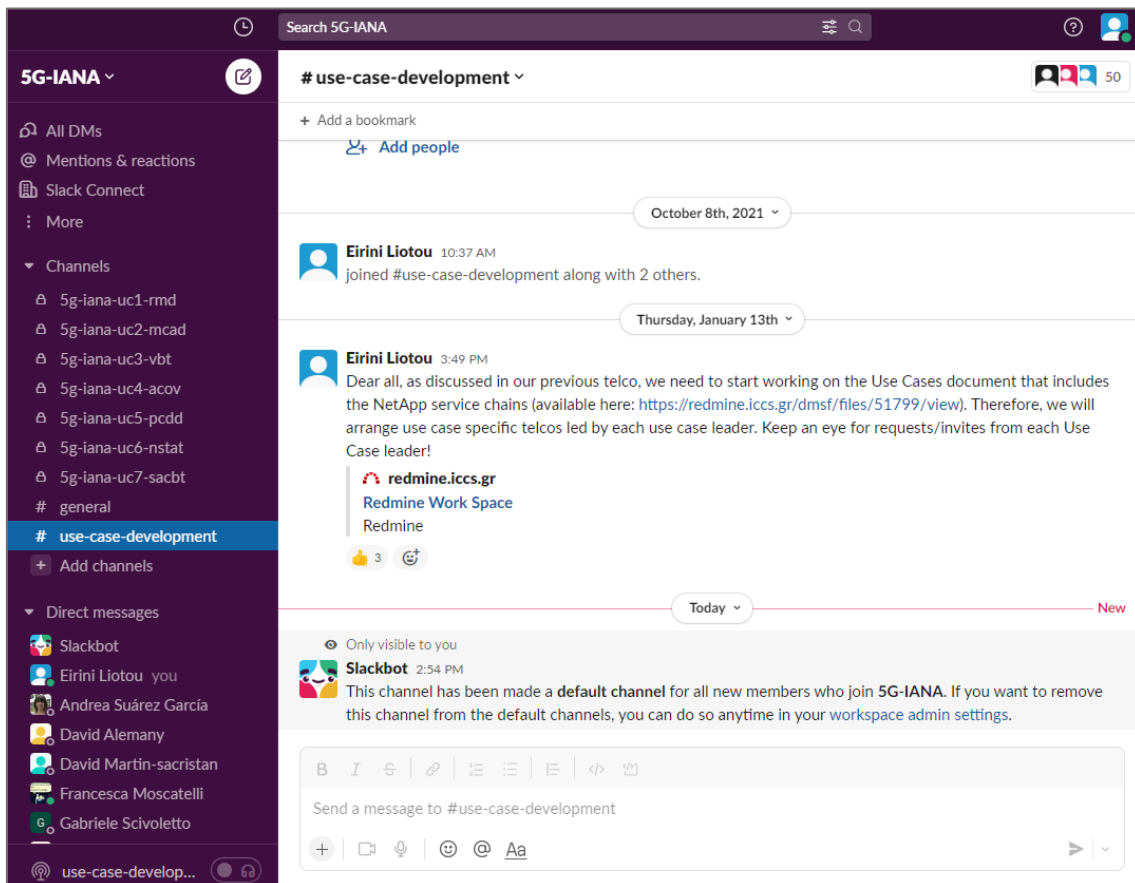 Search 5G-IANA
5G-IANA
All DMs
@ Mentions & reactions
Slack Connect
More
Channels
5g-iana-uc1-rmd
5g-iana-uc2-mcad
5g-iana-uc3-vbt
5g-iana-uc4-acov
5g-iana-uc5-pcdd
5g-iana-uc6-nstat
5g-iana-uc7-sacbt
# general
# use-case-development
+ Add channels
Direct messages
Slackbot
Eirini Liotou you
Andrea Suárez García
David Alemany
David Martin-sacristan
Francesca Moscatelli
G Gabriele Scivoletto
use-case-develop...
# use-case-development
50
+ Add a bookmark
Add people
October 8th, 2021
Eirini Liotou 10:37 AM
joined #use-case-development along with 2 others.
Thursday, January 13th
Eirini Liotou 3:49 PM
Dear all, as discussed in our previous telco, we need to start working on the Use Cases document that includes
the NetApp service chains (available here: https://redmine.iccs.gr/dmsf/files/51799/view). Therefore, we will
arrange use case specific telcos led by each use case leader. Keep an eye for requests/invites from each Use
Case leader!
redmine.iccs.gr
Redmine Work Space
Redmine
3
Today
New
Only visible to you
Slackbot 2:54 PM
This channel has been made a default channel for all new members who join 5G-IANA. If you want to remove
this channel from the default channels, you can do so anytime in your workspace admin settings.
B I S
Send a message to #use-case-development
+ @ Aa